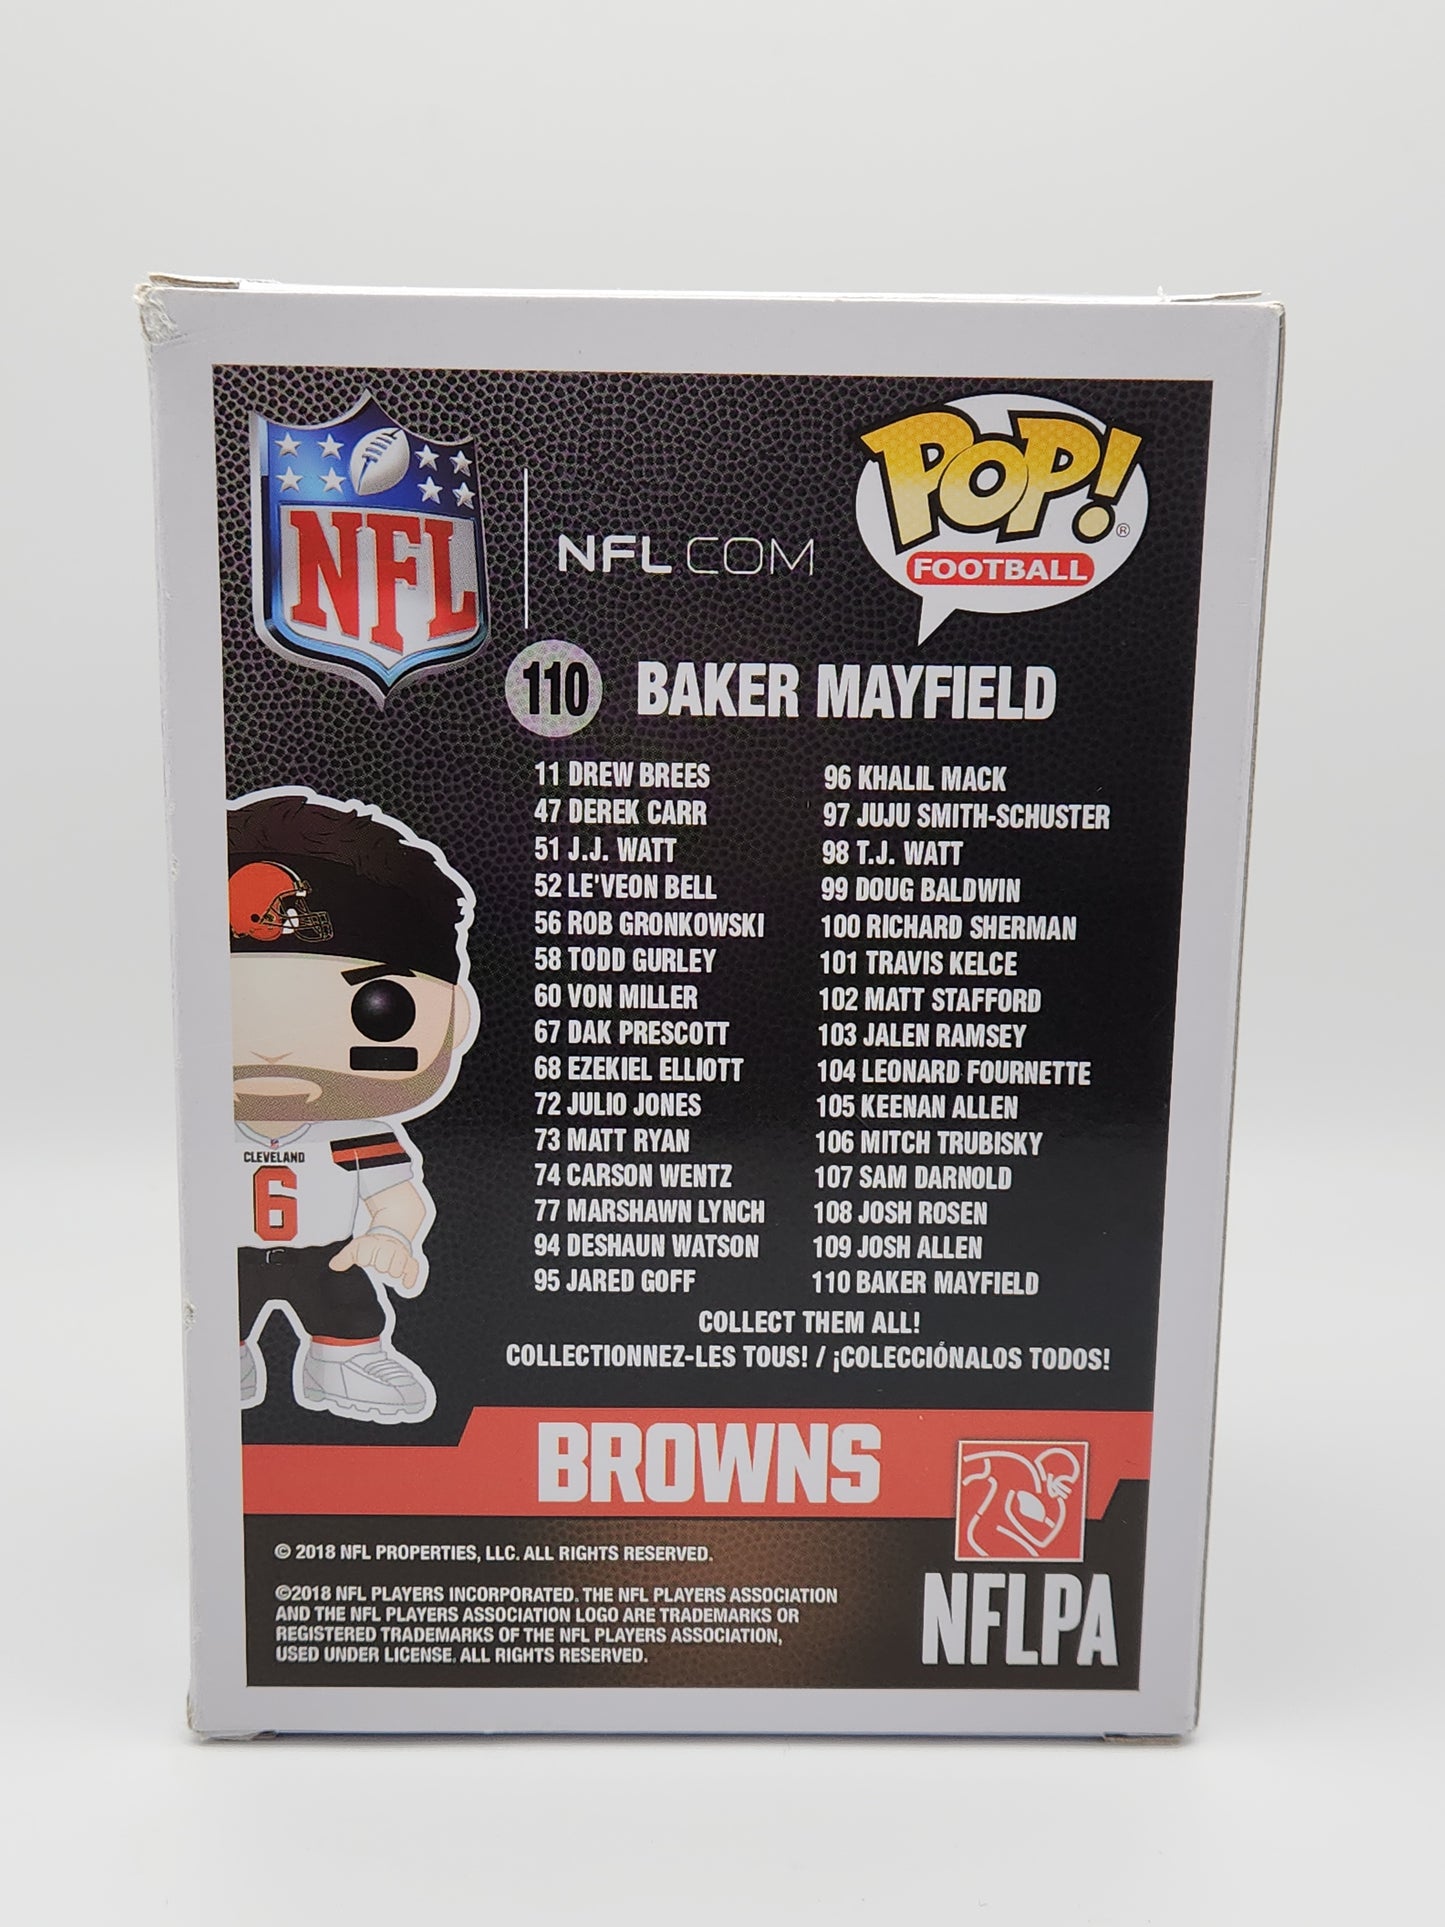 NFL
NFL.COM
POP!
®
FOOTBALL
110 BAKER MAYFIELD
11 DREW BREES
47 DEREK CARR
51 J.J. WATT
52 LE'VEON BELL
56 ROB GRONKOWSKI
58 TODD GURLEY
60 VON MILLER
67 DAK PRESCOTT
68 EZEKIEL ELLIOTT
72 JULIO JONES
73 MATT RYAN
74 CARSON WENTZ
77 MARSHAWN LYNCH
94 DESHAUN WATSON
95 JARED GOFF
96 KHALIL MACK
97 JUJU SMITH-SCHUSTER
98 T.J. WATT
99 DOUG BALDWIN
100 RICHARD SHERMAN
101 TRAVIS KELCE
102 MATT STAFFORD
103 JALEN RAMSEY
104 LEONARD FOURNETTE
105 KEENAN ALLEN
106 MITCH TRUBISKY
107 SAM DARNOLD
108 JOSH ROSEN
109 JOSH ALLEN
110 BAKER MAYFIELD
COLLECT THEM ALL!
COLLECTIONNEZ-LES TOUS! / ¡COLECCIÓNALOS TODOS!
CLEVELAND
6
BROWNS
© 2018 NFL PROPERTIES, LLC. ALL RIGHTS RESERVED.
©2018 NFL PLAYERS INCORPORATED. THE NFL PLAYERS ASSOCIATION
AND THE NFL PLAYERS ASSOCIATION LOGO ARE TRADEMARKS OR
REGISTERED TRADEMARKS OF THE NFL PLAYERS ASSOCIATION,
USED UNDER LICENSE. ALL RIGHTS RESERVED.
NFLPA